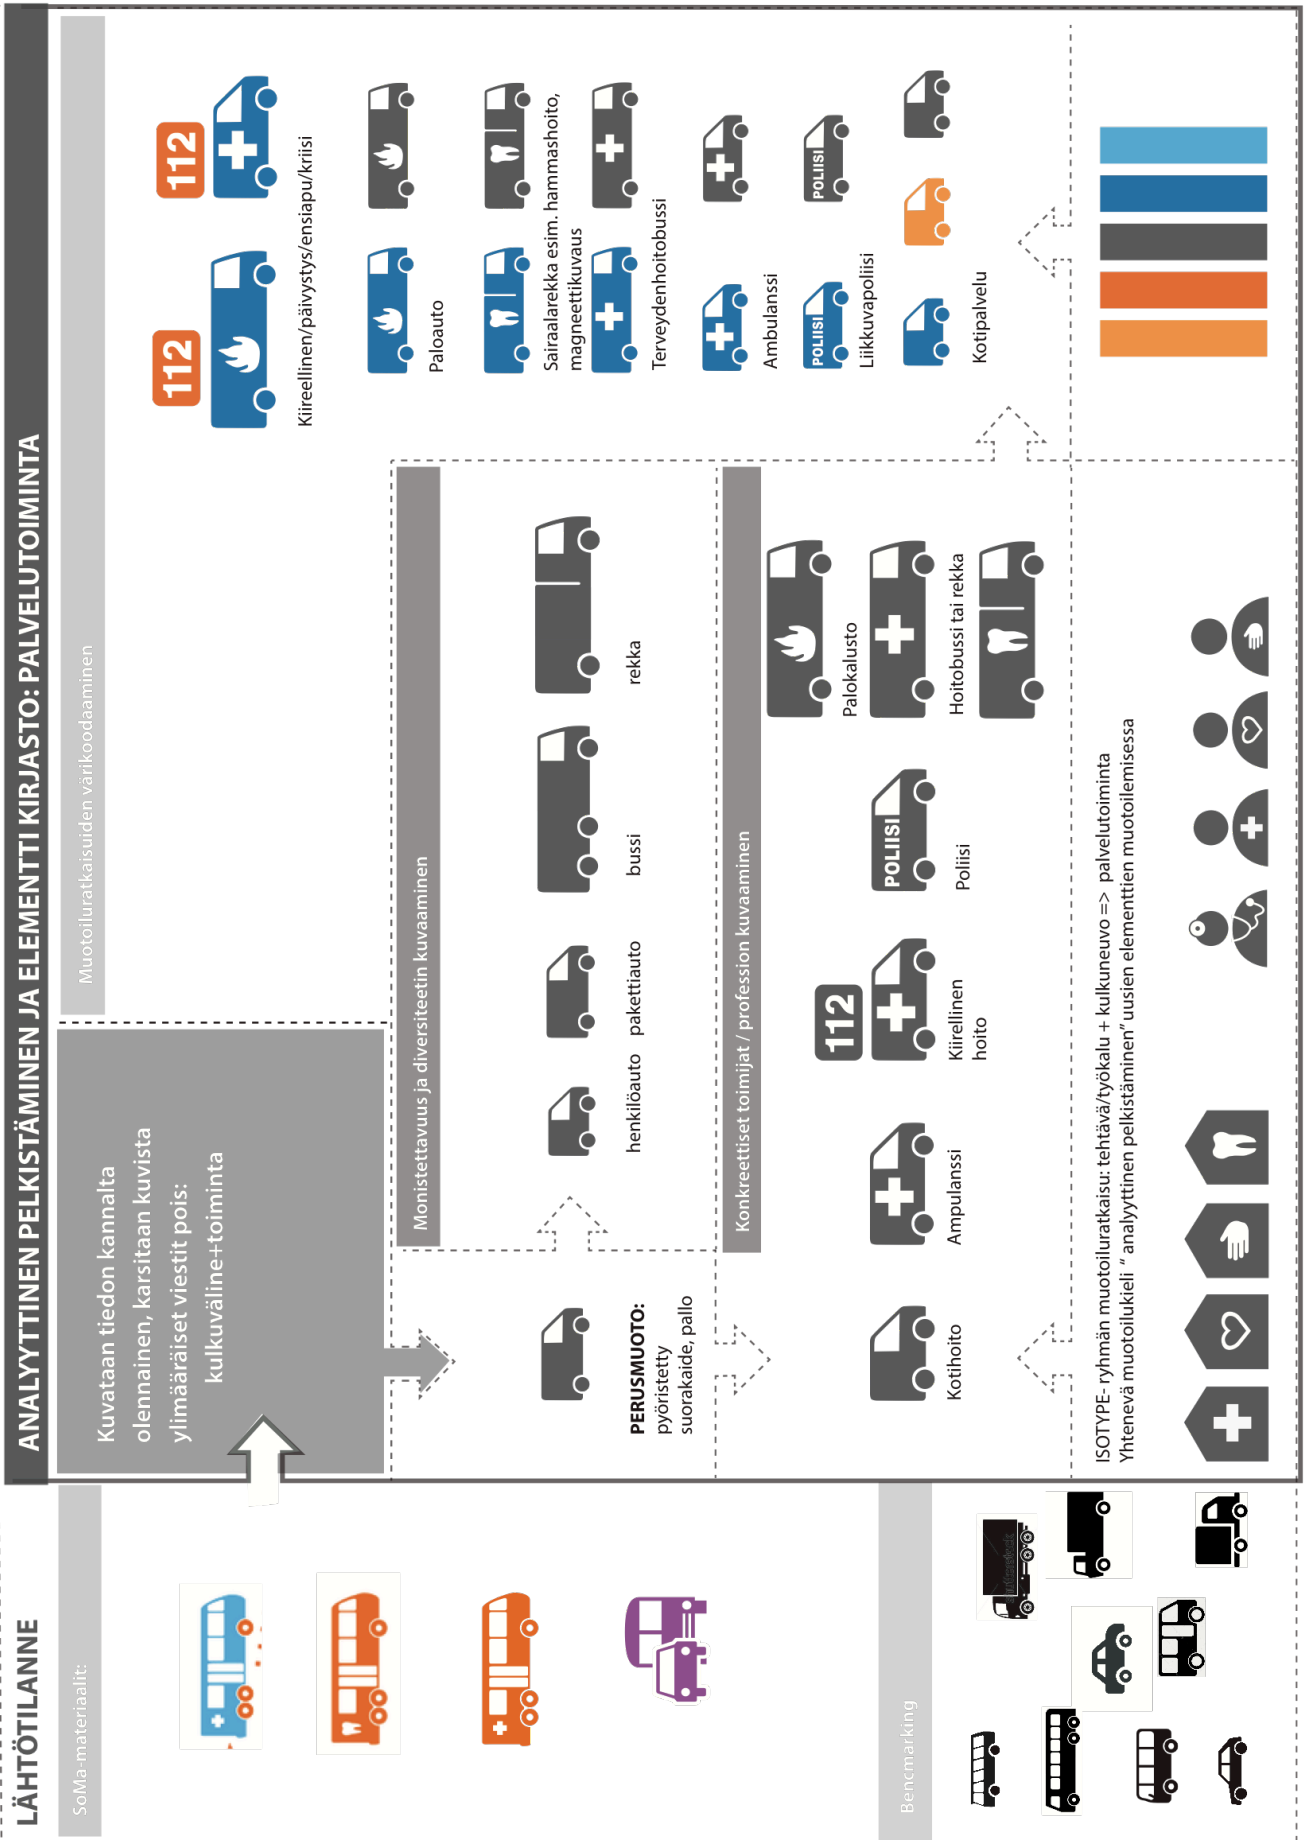 LÄHTÖTILANNE
SoMa-materiaalit:
Bencmarking
ANALYYTTINEN PELKISTÄMINEN JA ELEMENTTI KIRJASTO: PALVELUTOIMINTA
Kuvataan tiedon kannalta
olennainen, karsitaan kuvista
ylimääräiset viestit pois:
kulkuväline+toiminta
Muotoiluratkaisuiden värikoodaaminen
112
112
Kiireellinen/päivystys/ensiapu/kriisi
Paloauto
Sairaalarekka esim. hammashoito,
magneettikuvaus
Terveydenhoitobussi
Ambulanssi
POLIISI
POLIISI
Liikkuvapoliisi
Kotipalvelu
PERUSMUOTO:
pyöristetty
suorakaide, pallo
Monistettavuus ja diversiteetin kuvaaminen
henkilöauto
pakettiauto
bussi
rekka
Konkreettiset toimijat / profession kuvaaminen
Kotihoito
Ampulanssi
112
Kiirellinen
hoito
POLIISI
Poliisi
Palokalusto
Hoitobussi tai rekka
ISOTYPE- ryhmän muotoiluratkaisu: tehtävä/työkalu + kulkuneuvo => palvelutoiminta
Yhtenevä muotoilukieli “ analyyttinen pelkistäminen” uusien elementtien muotoilemisessa